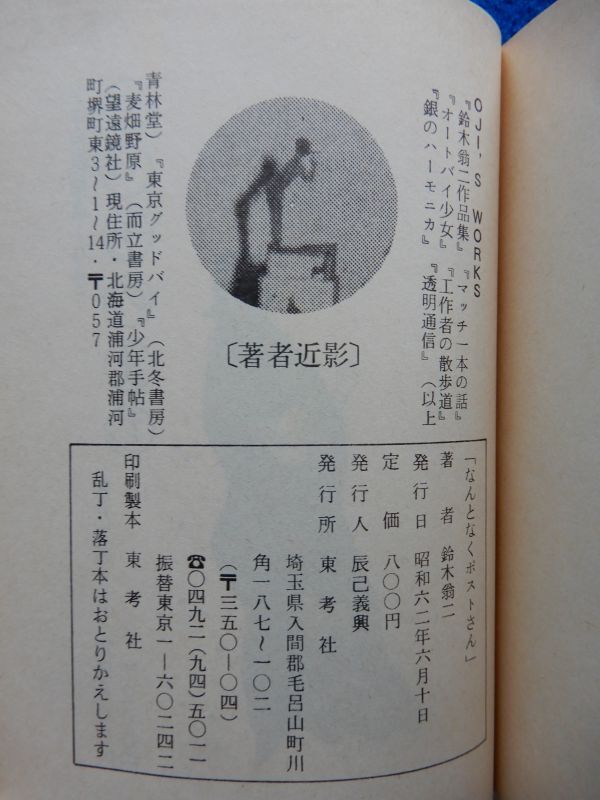 OJI'S WORKS
『鈴木翁二作品集』『マッチ一本の話』
『オートバイ少女』『工作者の散歩道』
『銀のハーモニカ』『透明通信』（以上
〔著者近影〕
青林堂）『東京グッドバイ』（北冬書房）
『麦畑野原』（而立書房）『少年手帖』
（望遠鏡社）現住所・北海道浦河郡浦河
町堺町東3〜1〜14・〒057
「なんとなくポストさん」
著者 鈴木翁二
発行日 昭和六二年六月十日
定価 八〇〇円
発行人 辰己義興
発行所 東考社
埼玉県入間郡毛呂山町川
角一八七〜一〇二
（〒三五〇—〇四）
☎〇四九二（九四）五〇一一
振替東京一—六〇二四二
印刷製本 東考社
乱丁・落丁本はおとりかえします